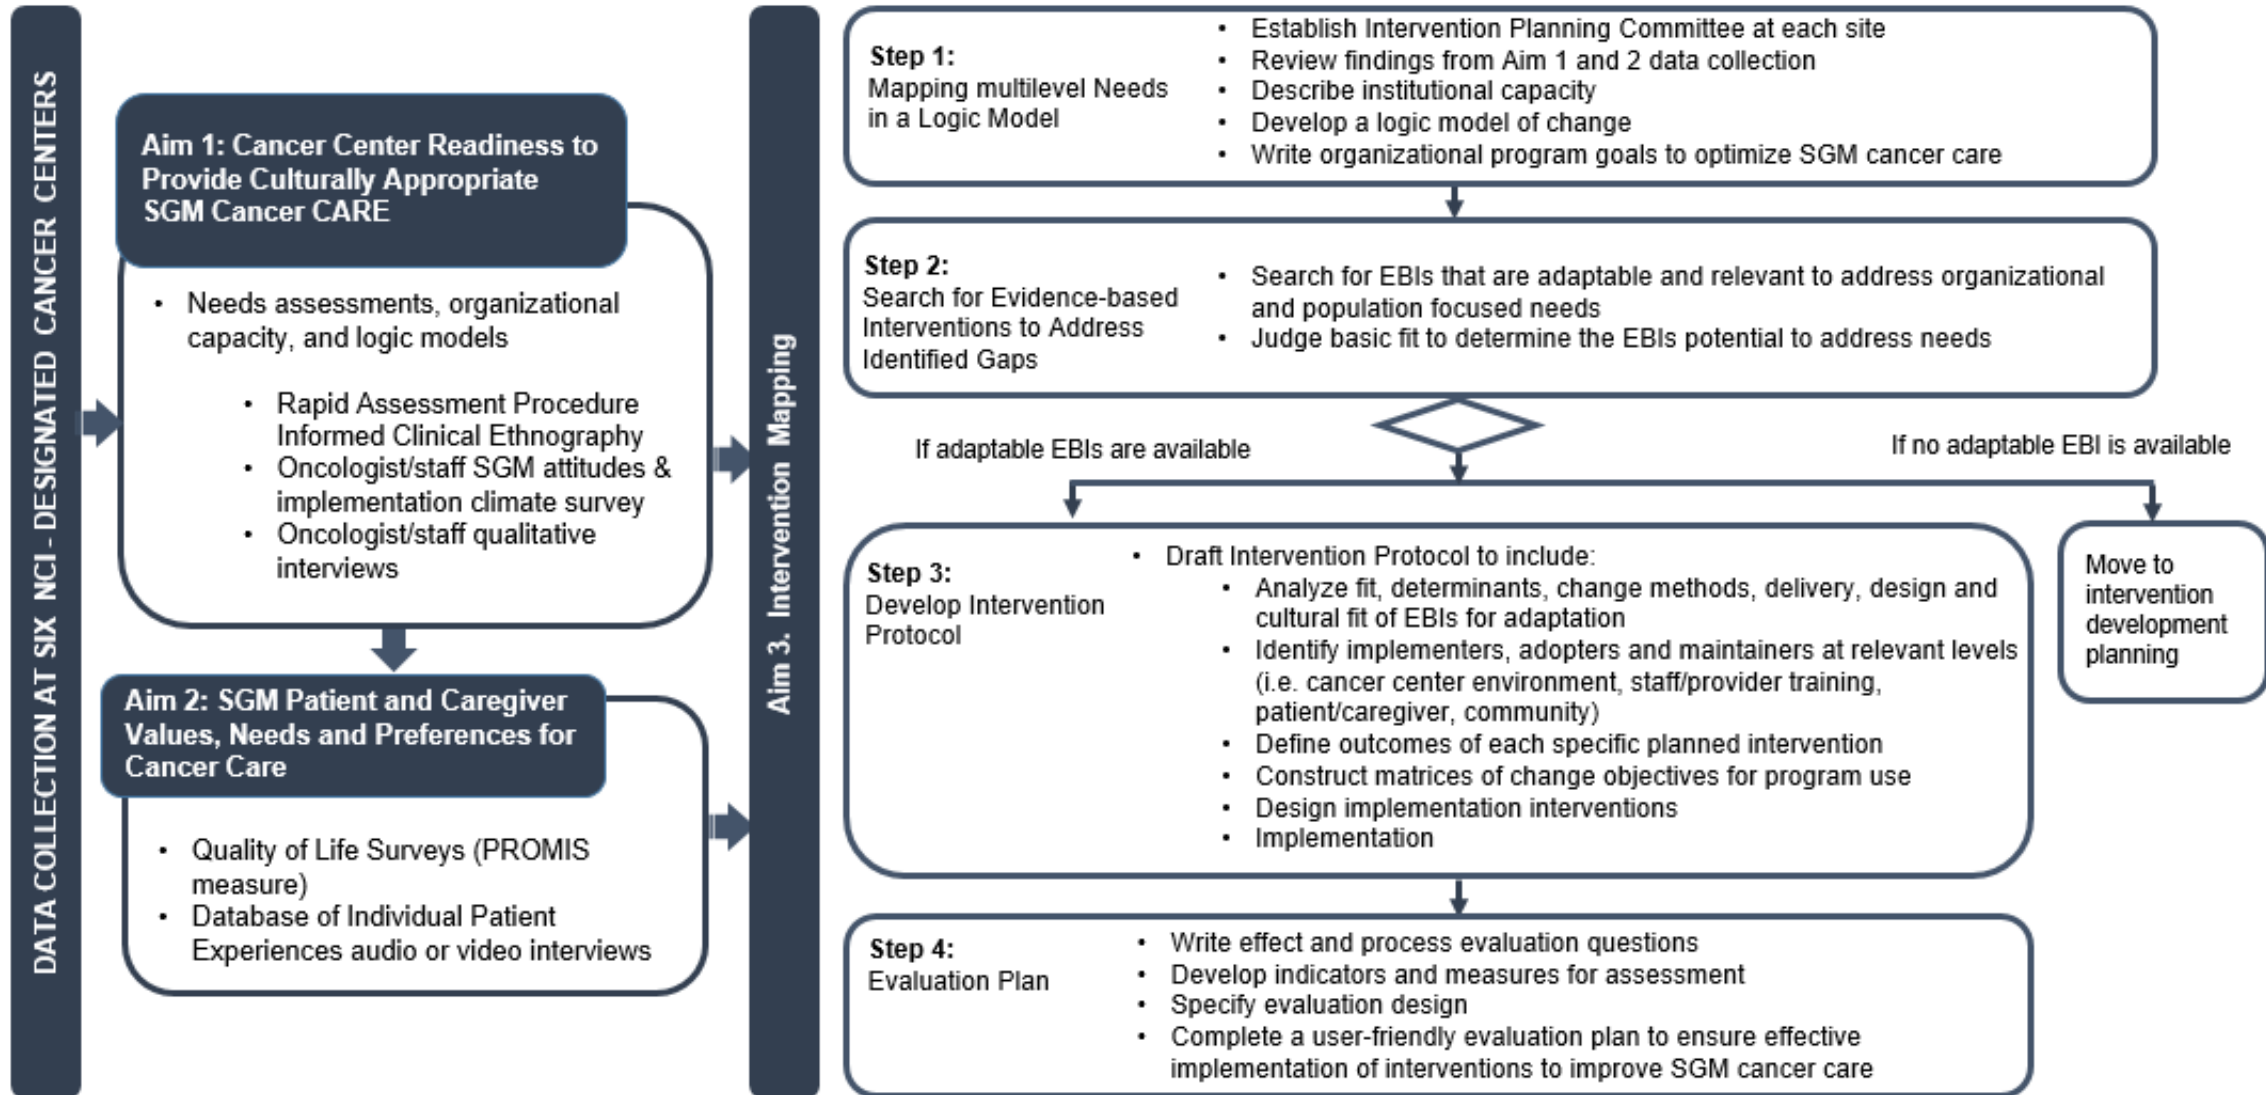 DATA COLLECTION AT SIX NCI - DESIGNATED CANCER CENTERS
Aim 1: Cancer Center Readiness to
Provide Culturally Appropriate
SGM Cancer CARE
• Needs assessments, organizational
capacity, and logic models
• Rapid Assessment Procedure
Informed Clinical Ethnography
• Oncologist/staff SGM attitudes &
implementation climate survey
• Oncologist/staff qualitative
interviews
Aim 2: SGM Patient and Caregiver
Values, Needs and Preferences for
Cancer Care
• Quality of Life Surveys (PROMIS
measure)
• Database of Individual Patient
Experiences audio or video interviews
Aim 3. Intervention Mapping
Step 1:
Mapping multilevel Needs
in a Logic Model
• Establish Intervention Planning Committee at each site
• Review findings from Aim 1 and 2 data collection
• Describe institutional capacity
• Develop a logic model of change
• Write organizational program goals to optimize SGM cancer care
Step 2:
Search for Evidence-based
Interventions to Address
Identified Gaps
• Search for EBIs that are adaptable and relevant to address organizational
and population focused needs
• Judge basic fit to determine the EBIs potential to address needs
If adaptable EBIs are available
If no adaptable EBI is available
Step 3:
Develop Intervention
Protocol
• Draft Intervention Protocol to include:
• Analyze fit, determinants, change methods, delivery, design and
cultural fit of EBIs for adaptation
• Identify implementers, adopters and maintainers at relevant levels
(i.e. cancer center environment, staff/provider training,
patient/caregiver, community)
• Define outcomes of each specific planned intervention
• Construct matrices of change objectives for program use
• Design implementation interventions
• Implementation
Move to
intervention
development
planning
Step 4:
Evaluation Plan
• Write effect and process evaluation questions
• Develop indicators and measures for assessment
• Specify evaluation design
• Complete a user-friendly evaluation plan to ensure effective
implementation of interventions to improve SGM cancer care